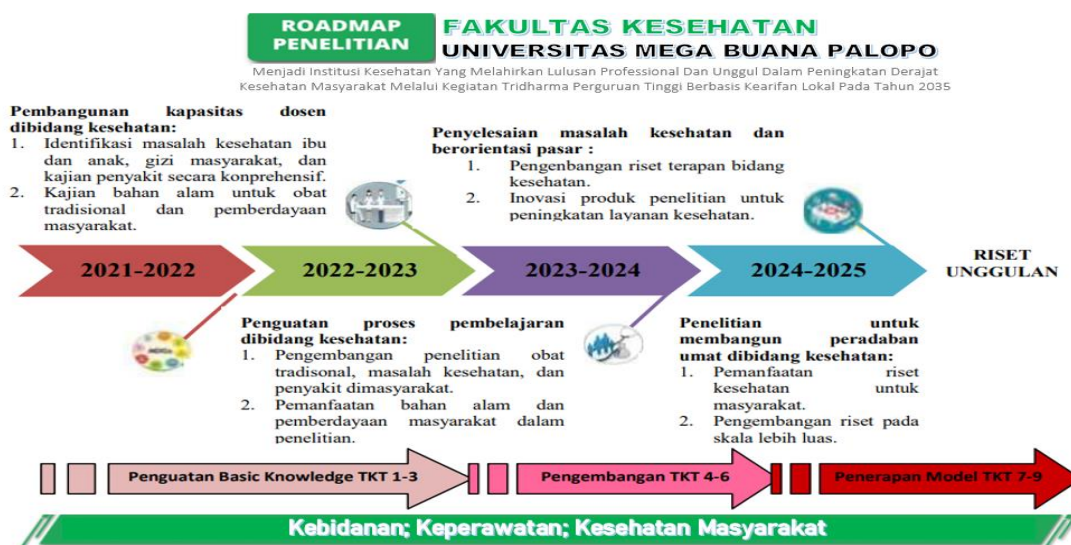 ROADMAP
PENELITIAN
FAKULTAS KESEHATAN
UNIVERSITAS MEGA BUANA PALOPO
Menjadi Institusi Kesehatan Yang Melahirkan Lulusan Professional Dan Unggul Dalam Peningkatan Derajat
Kesehatan Masyarakat Melalui Kegiatan Tridharma Perguruan Tinggi Berbasis Kearifan Lokal Pada Tahun 2035
Pembangunan kapasitas dosen
dibidang kesehatan:
1. Identifikasi masalah kesehatan ibu
dan anak, gizi masyarakat, dan
kajian penyakit secara konprehensif.
2. Kajian bahan alam untuk obat
tradisional dan pemberdayaan
masyarakat.
Penyelesaian masalah kesehatan dan
berorientasi pasar :
1. Pengenbangan riset terapan bidang
kesehatan.
2. Inovasi produk penelitian untuk
peningkatan layanan kesehatan.
2021-2022
2022-2023
2023-2024
2024-2025
RISET
UNGGULAN
Penguatan proses pembelajaran
dibidang kesehatan:
1. Pengembangan penelitian obat
tradisonal, masalah kesehatan, dan
penyakit dimasyarakat.
2. Pemanfaatan bahan alam dan
pemberdayaan masyarakat dalam
penelitian.
Penelitian untuk
membangun peradaban
umat dibidang kesehatan:
1. Pemanfaatan riset
kesehatan untuk
masyarakat.
2. Pengembangan riset pada
skala lebih luas.
Penguatan Basic Knowledge TKT 1-3
Pengembangan TKT 4-6
Penerapan Model TKT 7-9
Kebidanan; Keperawatan; Kesehatan Masyarakat